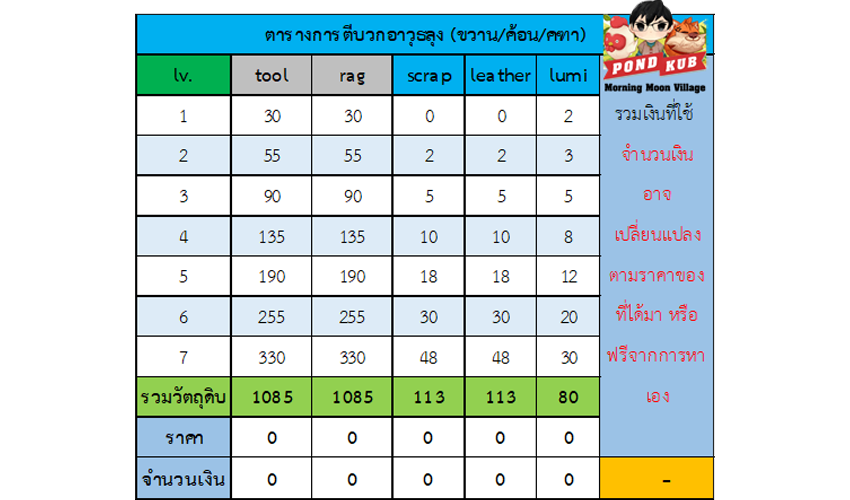 ตารางการตีบวกอาวุธลุง (ขวาน/ค้อน/คฑา)
POND KUB
Morning Moon Village
lv. tool rag scrap leather lumi
1 30 30 0 0 2
รวมเงินที่ใช้
2 55 55 2 2 3
จำนวนเงิน
3 90 90 5 5 5
อาจ
4 135 135 10 10 8
เปลี่ยนแปลง
5 190 190 18 18 12
ตามราคาของ
6 255 255 30 30 20
ที่ได้มา หรือ
7 330 330 48 48 30
ฟรีจากการหา
รวมวัตถุดิบ 1085 1085 113 113 80
เอง
ราคา 0 0 0 0 0
จำนวนเงิน 0 0 0 0 0 -